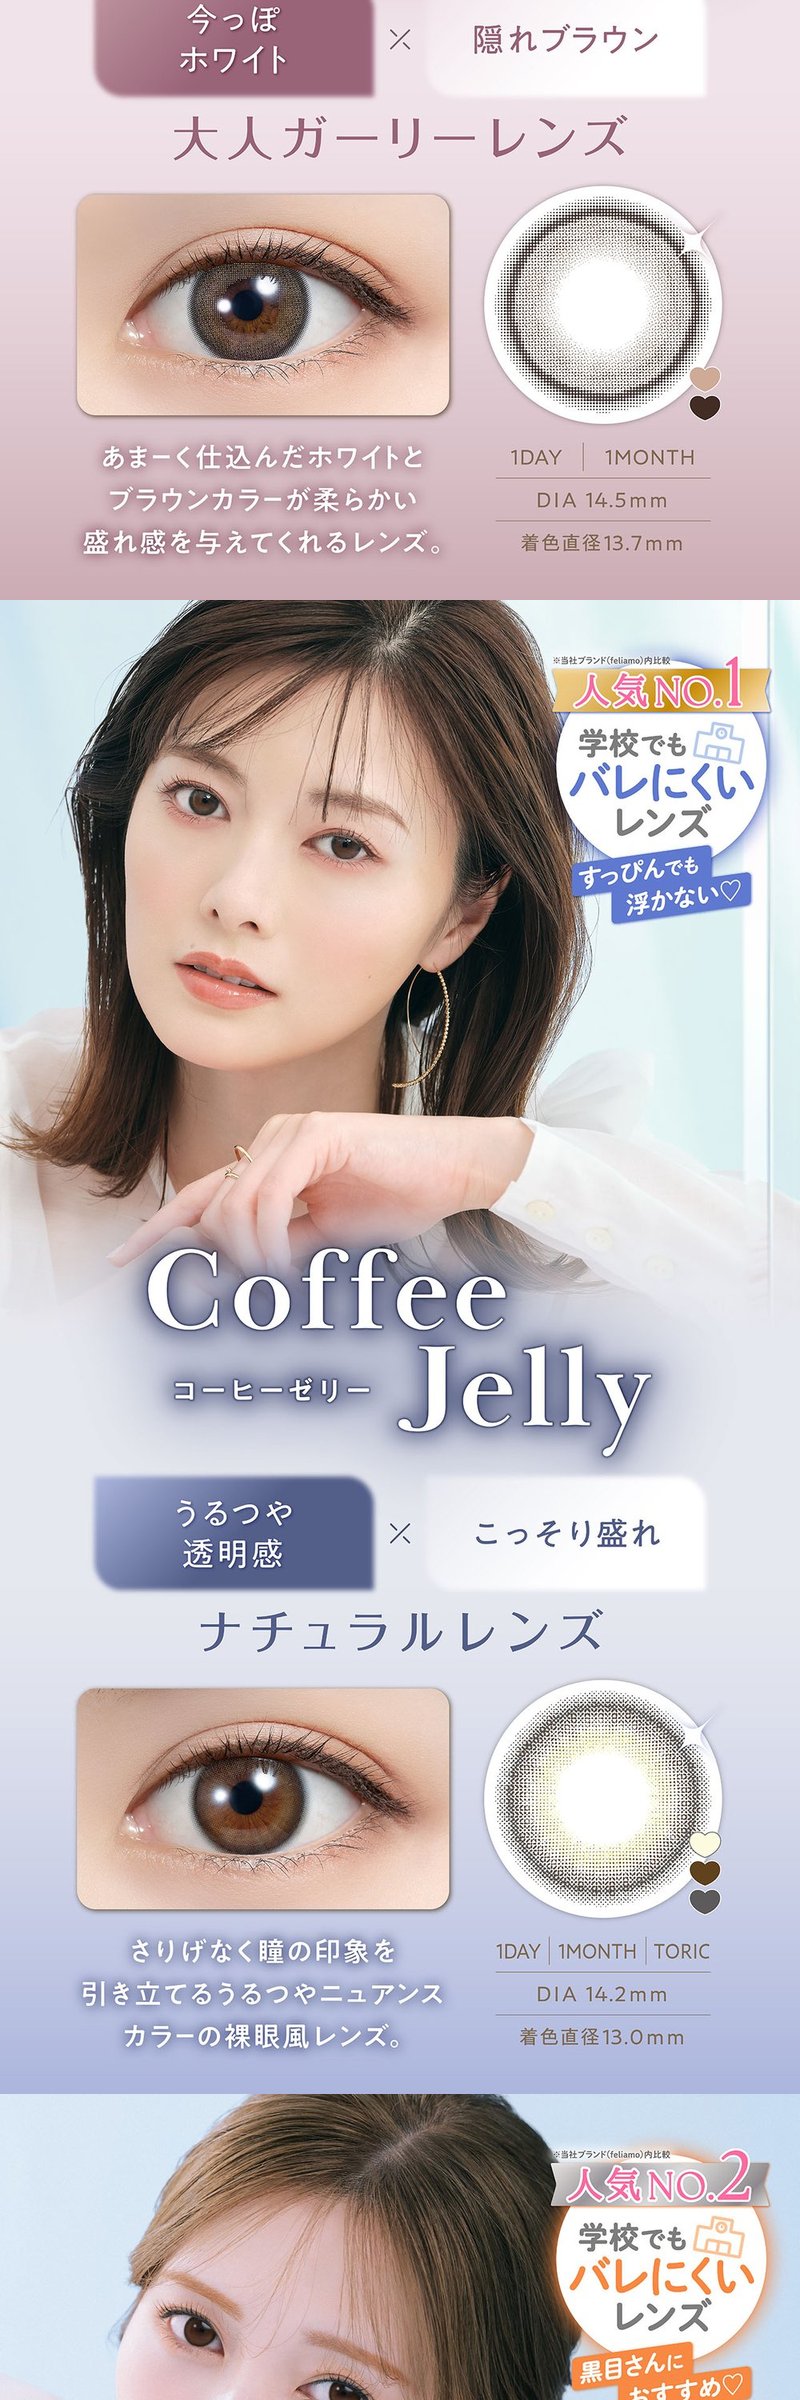 今っぽ
ホワイト
×
隠れブラウン
大人ガーリーレンズ
あまーく仕込んだホワイトと
ブラウンカラーが柔らかい
盛れ感を与えてくれるレンズ。
1DAY 1MONTH
DIA 14.5mm
着色直径13.7mm
※当社ブランド(feliamo)内比較
人気NO.1
学校でも
バレにくい
レンズ
すっぴんでも
浮かない♡
Coffee
Jelly
コーヒーゼリー
うるつや
透明感
×
こっそり盛れ
ナチュラルレンズ
さりげなく瞳の印象を
引き立てるうるつやニュアンス
カラーの裸眼風レンズ。
1DAY 1MONTH TORIC
DIA 14.2mm
着色直径13.0mm
※当社ブランド(feliamo)内比較
人気NO.2
学校でも
バレにくい
レンズ
黒目さんに
おすすめ♡